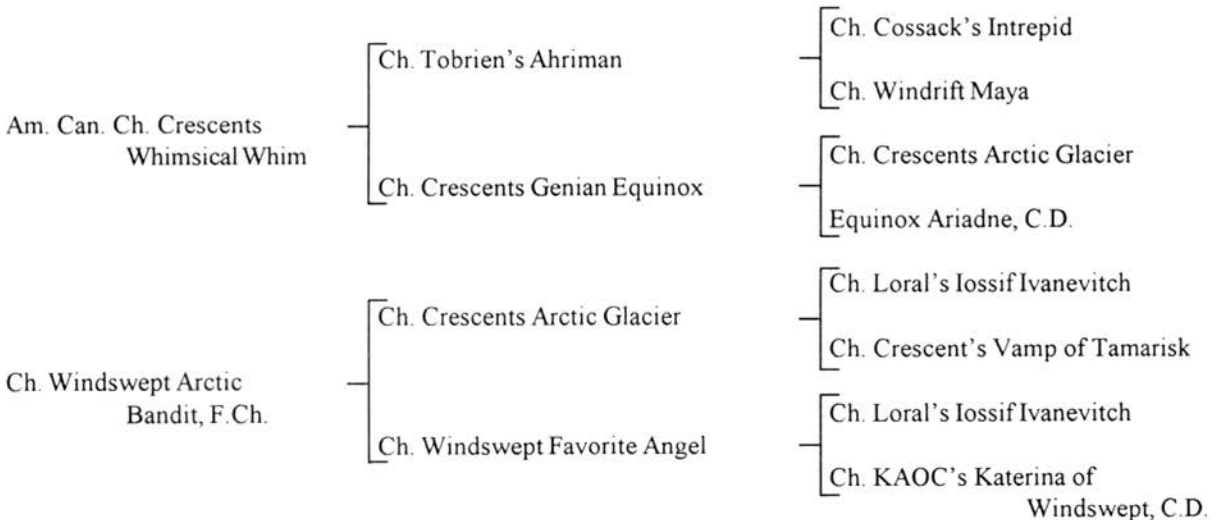 Am. Can. Ch. Crescents
Whimsical Whim
Ch. Tobrien's Ahriman
Ch. Cossack's Intrepid
Ch. Windrift Maya
Ch. Crescents Genian Equinox
Ch. Crescents Arctic Glacier
Equinox Ariadne, C.D.
Ch. Windswept Arctic
Bandit, F.Ch.
Ch. Crescents Arctic Glacier
Ch. Loral's Iossif Ivanevitch
Ch. Crescent's Vamp of Tamarisk
Ch. Windswept Favorite Angel
Ch. Loral's Iossif Ivanevitch
Ch. KAOC's Katerina of
Windswept, C.D.